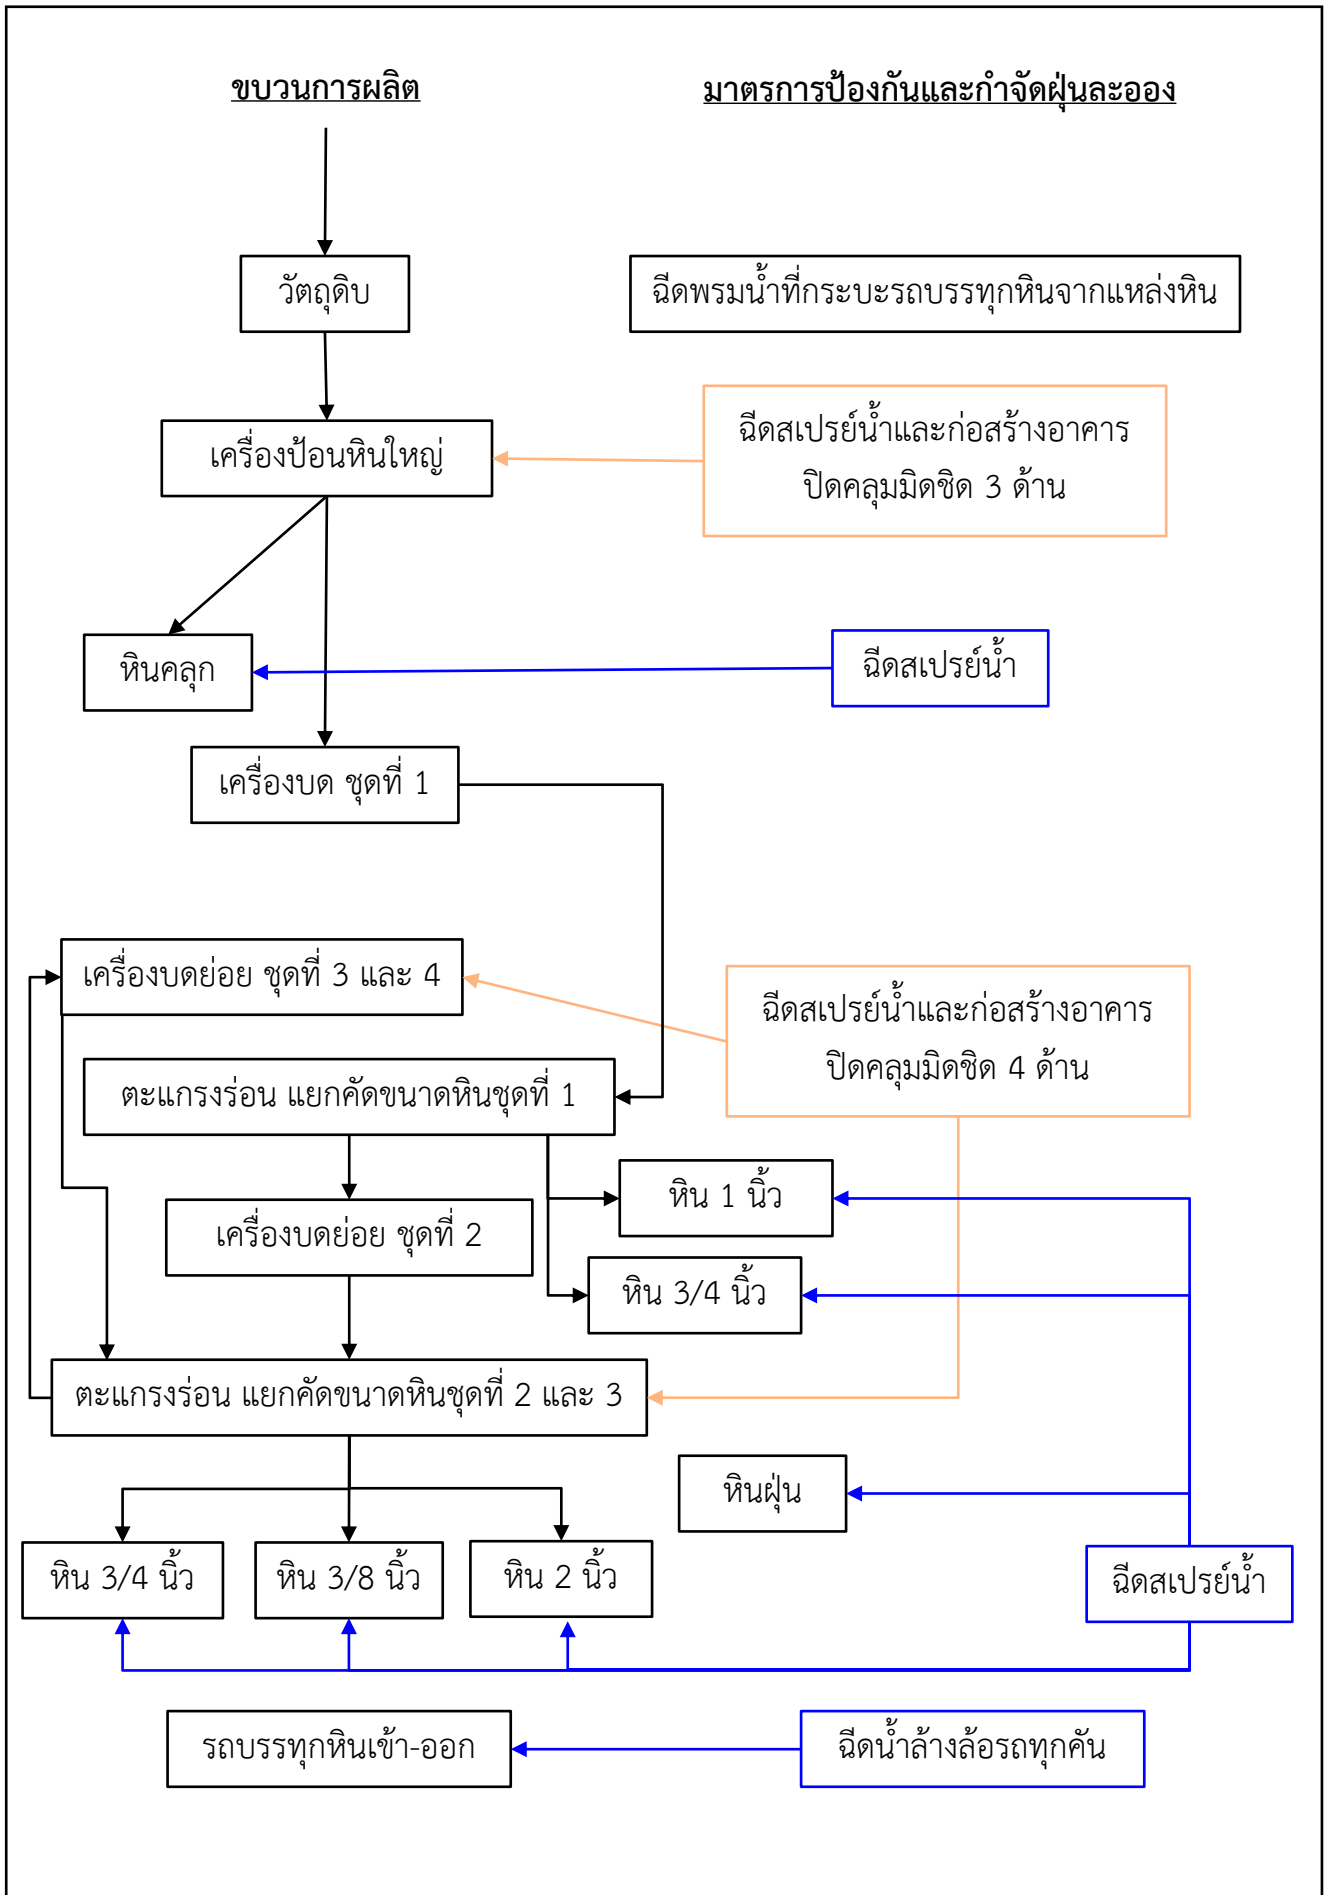 ขบวนการผลิต
มาตรการป้องกันและกำจัดฝุ่นละออง
วัตถุดิบ
ฉีดพรมน้ำที่กระบะรถบรรทุกหินจากแหล่งหิน
เครื่องป้อนหินใหญ่
ฉีดสเปรย์น้ำและก่อสร้างอาคาร
ปิดคลุมมิดชิด 3 ด้าน
หินคลุก
ฉีดสเปรย์น้ำ
เครื่องบด ชุดที่ 1
เครื่องบดย่อย ชุดที่ 3 และ 4
ฉีดสเปรย์น้ำและก่อสร้างอาคาร
ปิดคลุมมิดชิด 4 ด้าน
ตะแกรงร่อน แยกคัดขนาดหินชุดที่ 1
หิน 1 นิ้ว
เครื่องบดย่อย ชุดที่ 2
หิน 3/4 นิ้ว
ตะแกรงร่อน แยกคัดขนาดหินชุดที่ 2 และ 3
หินฝุ่น
หิน 3/4 นิ้ว
หิน 3/8 นิ้ว
หิน 2 นิ้ว
ฉีดสเปรย์น้ำ
รถบรรทุกหินเข้า-ออก
ฉีดน้ำล้างล้อรถทุกคัน